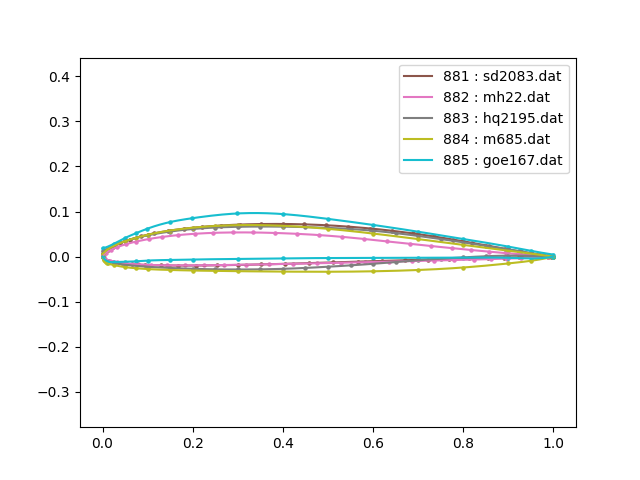 881 : sd2083.dat
882 : mh22.dat
883 : hq2195.dat
884 : m685.dat
885 : goe167.dat
0.4
0.3
0.2
0.1
0.0
−0.1
−0.2
−0.3
0.0 0.2 0.4 0.6 0.8 1.0